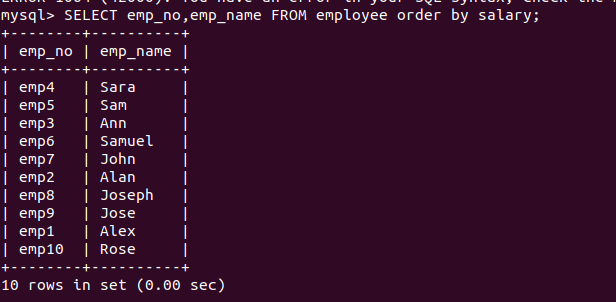 ERROR 1064 (42000): You have an error in your SQL syntax; check the m
mysql> SELECT emp_no,emp_name FROM employee order by salary;
+--------+----------+
| emp_no | emp_name |
+--------+----------+
| emp4   | Sara     |
| emp5   | Sam      |
| emp3   | Ann      |
| emp6   | Samuel   |
| emp7   | John     |
| emp2   | Alan     |
| emp8   | Joseph   |
| emp9   | Jose     |
| emp1   | Alex     |
| emp10  | Rose     |
+--------+----------+
10 rows in set (0.00 sec)